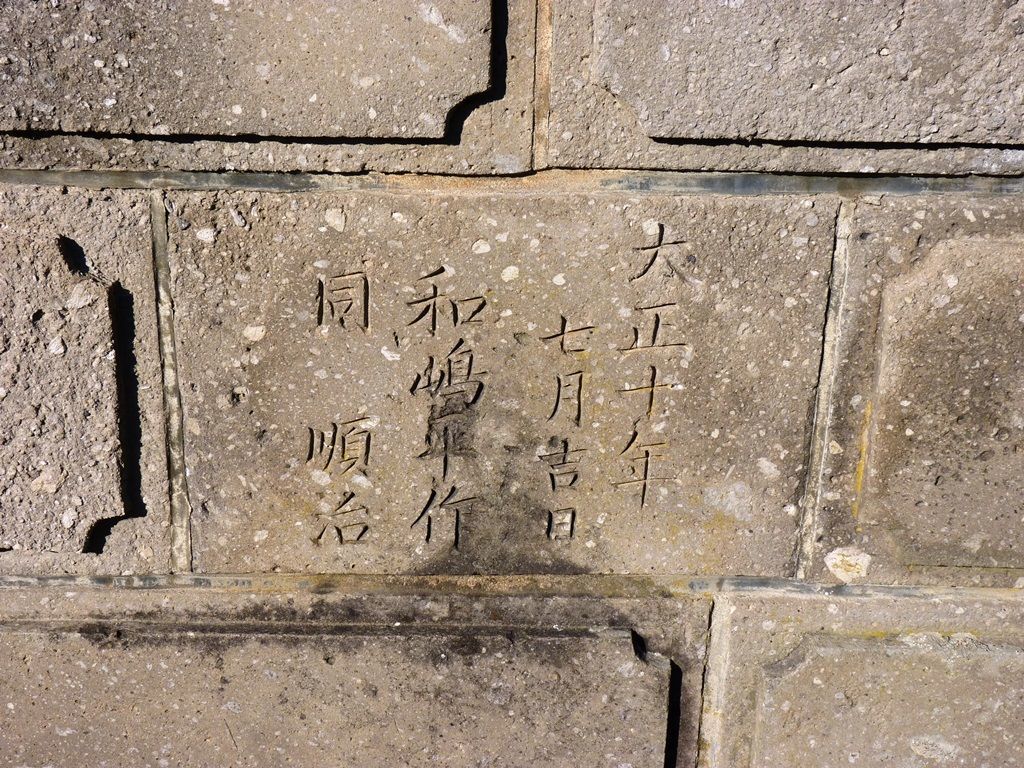 大正十年
七月吉日
和嶋平作
同 順治